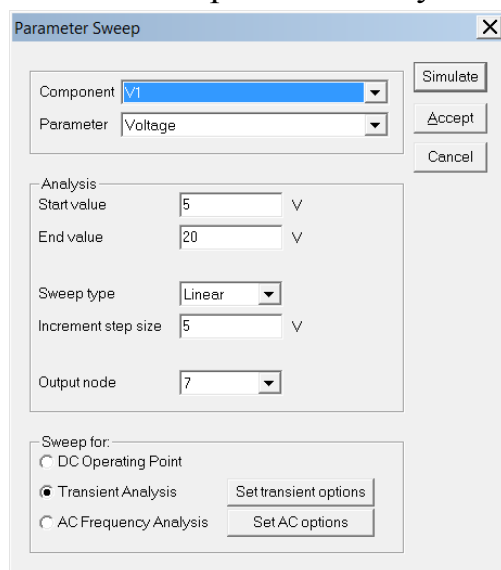 Parameter Sweep
Simulate
Component V1
Parameter Voltage
Accept
Cancel
Analysis
Start value 5 V
End value 20 V
Sweep type Linear
Increment step size 5 V
Output node 7
Sweep for:
DC Operating Point
Transient Analysis Set transient options
AC Frequency Analysis Set AC options